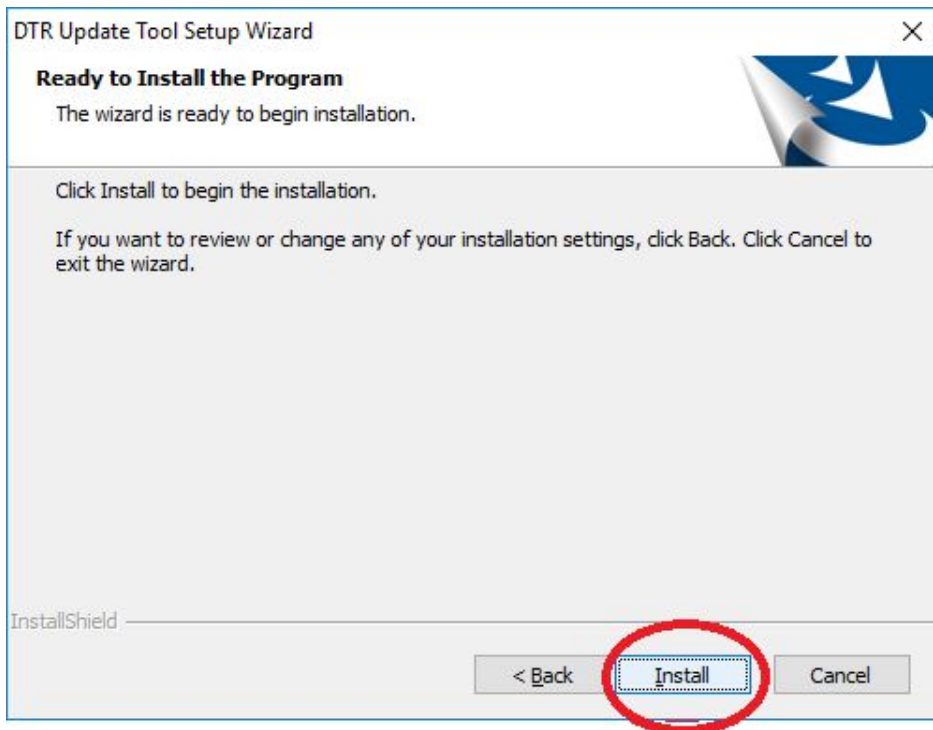 DTR Update Tool Setup Wizard
Ready to Install the Program
The wizard is ready to begin installation.
Click Install to begin the installation.
If you want to review or change any of your installation settings, click Back. Click Cancel to
exit the wizard.
InstallShield
< Back
Install
Cancel